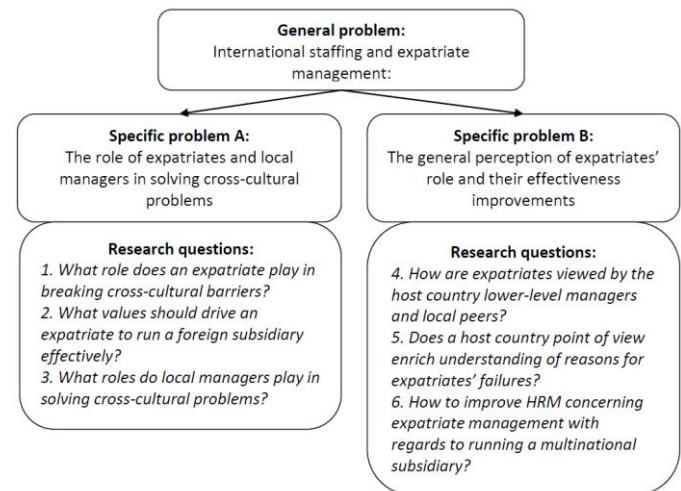 General problem:
International staffing and expatriate
management:
Specific problem A:
The role of expatriates and local
managers in solving cross-cultural
problems
Research questions:
1. What role does an expatriate play in
breaking cross-cultural barriers?
2. What values should drive an
expatriate to run a foreign subsidiary
effectively?
3. What roles do local managers play in
solving cross-cultural problems?
Specific problem B:
The general perception of expatriates’
role and their effectiveness
improvements
Research questions:
4. How are expatriates viewed by the
host country lower-level managers
and local peers?
5. Does a host country point of view
enrich understanding of reasons for
expatriates’ failures?
6. How to improve HRM concerning
expatriate management with
regards to running a multinational
subsidiary?